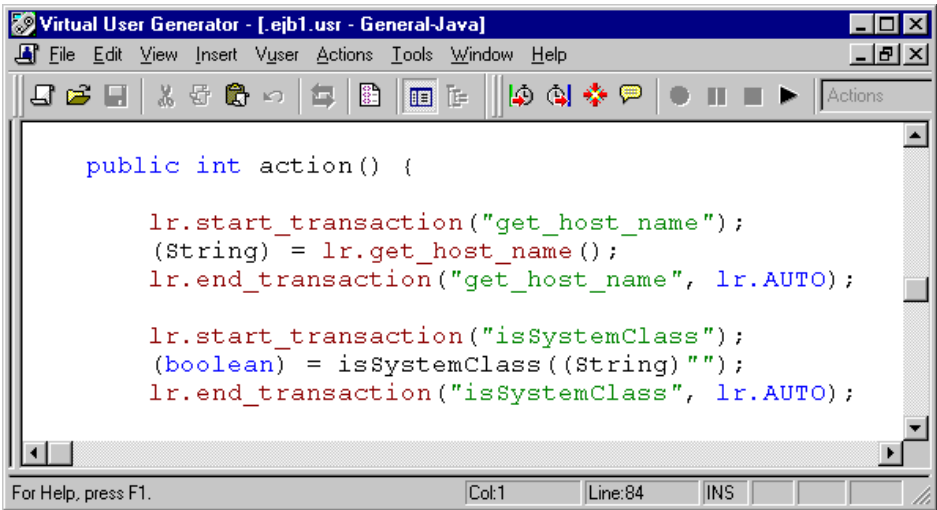 Virtual User Generator - [.ejb1.usr - General-Java]
File Edit View Insert Vuser Actions Tools Window Help
Actions
public int action() {
lr.start_transaction("get_host_name");
(String) = lr.get_host_name();
lr.end_transaction("get_host_name", lr.AUTO);
lr.start_transaction("isSystemClass");
(boolean) = isSystemClass((String)"");
lr.end_transaction("isSystemClass", lr.AUTO);
For Help, press F1. Col:1 Line:84 INS